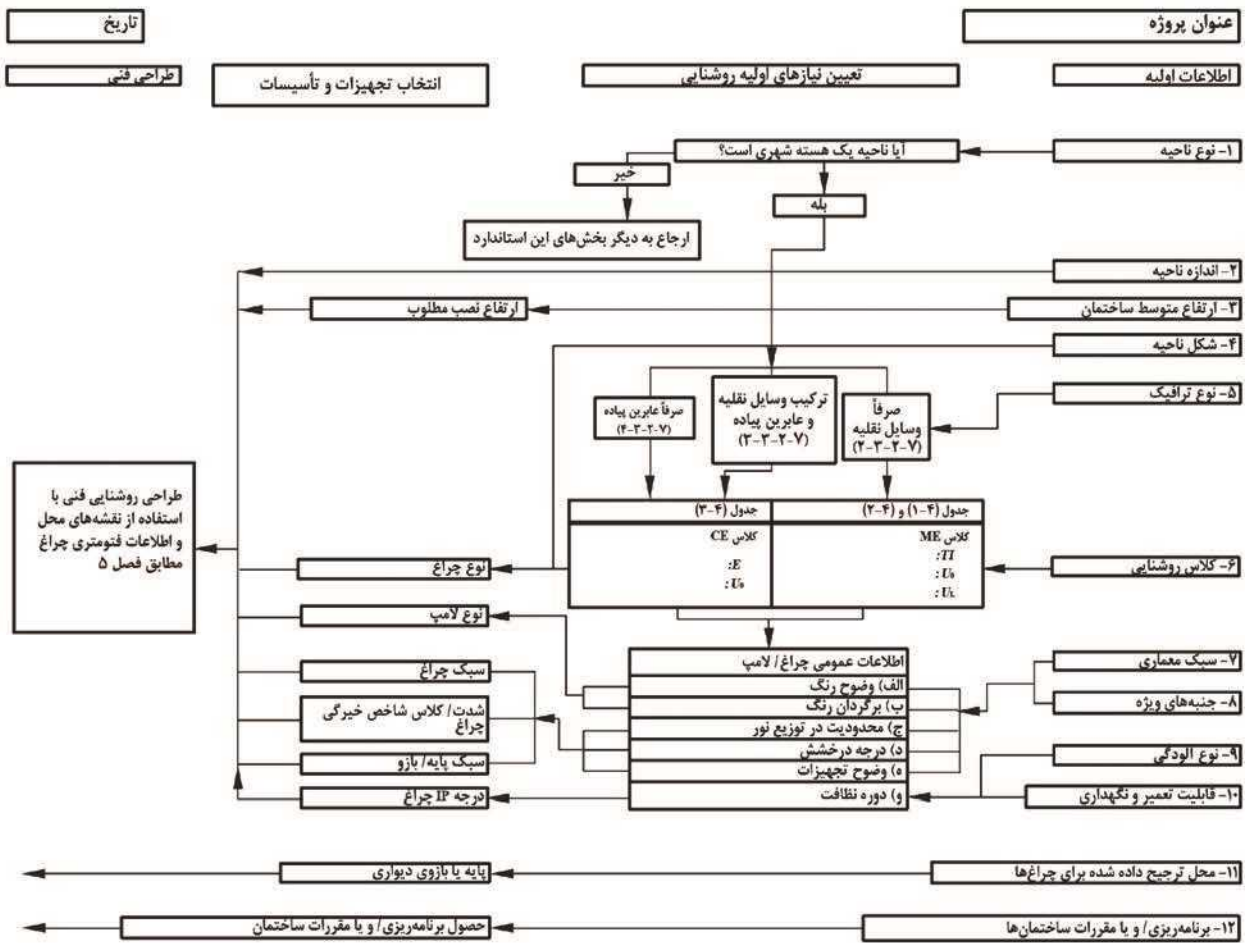 عنوان پروژه
تاریخ
اطلاعات اولیه
تعیین نیازهای اولیه روشنایی
انتخاب تجهیزات و تأسیسات
طراحی فنی
۱- نوع ناحیه
آیا ناحیه یک هسته شهری است؟
خیر
بله
ارجاع به دیگر بخش‌های این استاندارد
۲- اندازه ناحیه
۳- ارتفاع متوسط ساختمان
ارتفاع نصب مطلوب
۴- شکل ناحیه
۵- نوع ترافیک
صرفاً
وسایل نقلیه
(۷-۲-۳-۲)
ترکیب وسایل نقلیه
و عابرین پیاده
(۷-۲-۳-۳)
صرفاً عابرین پیاده
(۷-۲-۳-۴)
جدول (۴-۱) و (۴-۲)
کلاس ME
TI:
U₀:
U_L:
جدول (۴-۳)
کلاس CE
E:
U₀:
۶- کلاس روشنایی
نوع چراغ
نوع لامپ
طراحی روشنایی فنی با
استفاده از نقشه‌های محل
و اطلاعات فتومتری چراغ
مطابق فصل ۵
۷- سبک معماری
۸- جنبه‌های ویژه
۹- نوع آلودگی
۱۰- قابلیت تعمیر و نگهداری
اطلاعات عمومی چراغ/ لامپ
الف) وضوح رنگ
ب) برگردان رنگ
ج) محدودیت در توزیع نور
د) درجه درخشش
ه) وضوح تجهیزات
و) دوره نظافت
سبک چراغ
شدت/ کلاس شاخص خیرگی
چراغ
سبک پایه/ بازو
درجه IP چراغ
۱۱- محل ترجیح داده شده برای چراغ‌ها
پایه یا بازوی دیواری
۱۲- برنامه‌ریزی/ و یا مقررات ساختمان‌ها
حصول برنامه‌ریزی/ و یا مقررات ساختمان